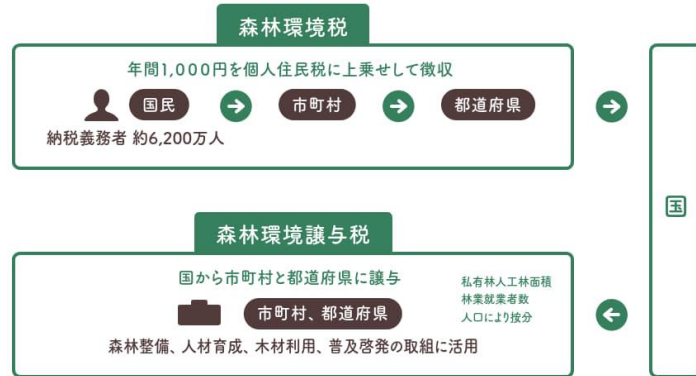 森林環境税
年間1,000円を個人住民税に上乗せして徴収
国民 市町村 都道府県
納税義務者 約6,200万人
国
森林環境譲与税
国から市町村と都道府県に譲与
私有林人工林面積
林業就業者数
人口により按分
市町村、都道府県
森林整備、人材育成、木材利用、普及啓発の取組に活用